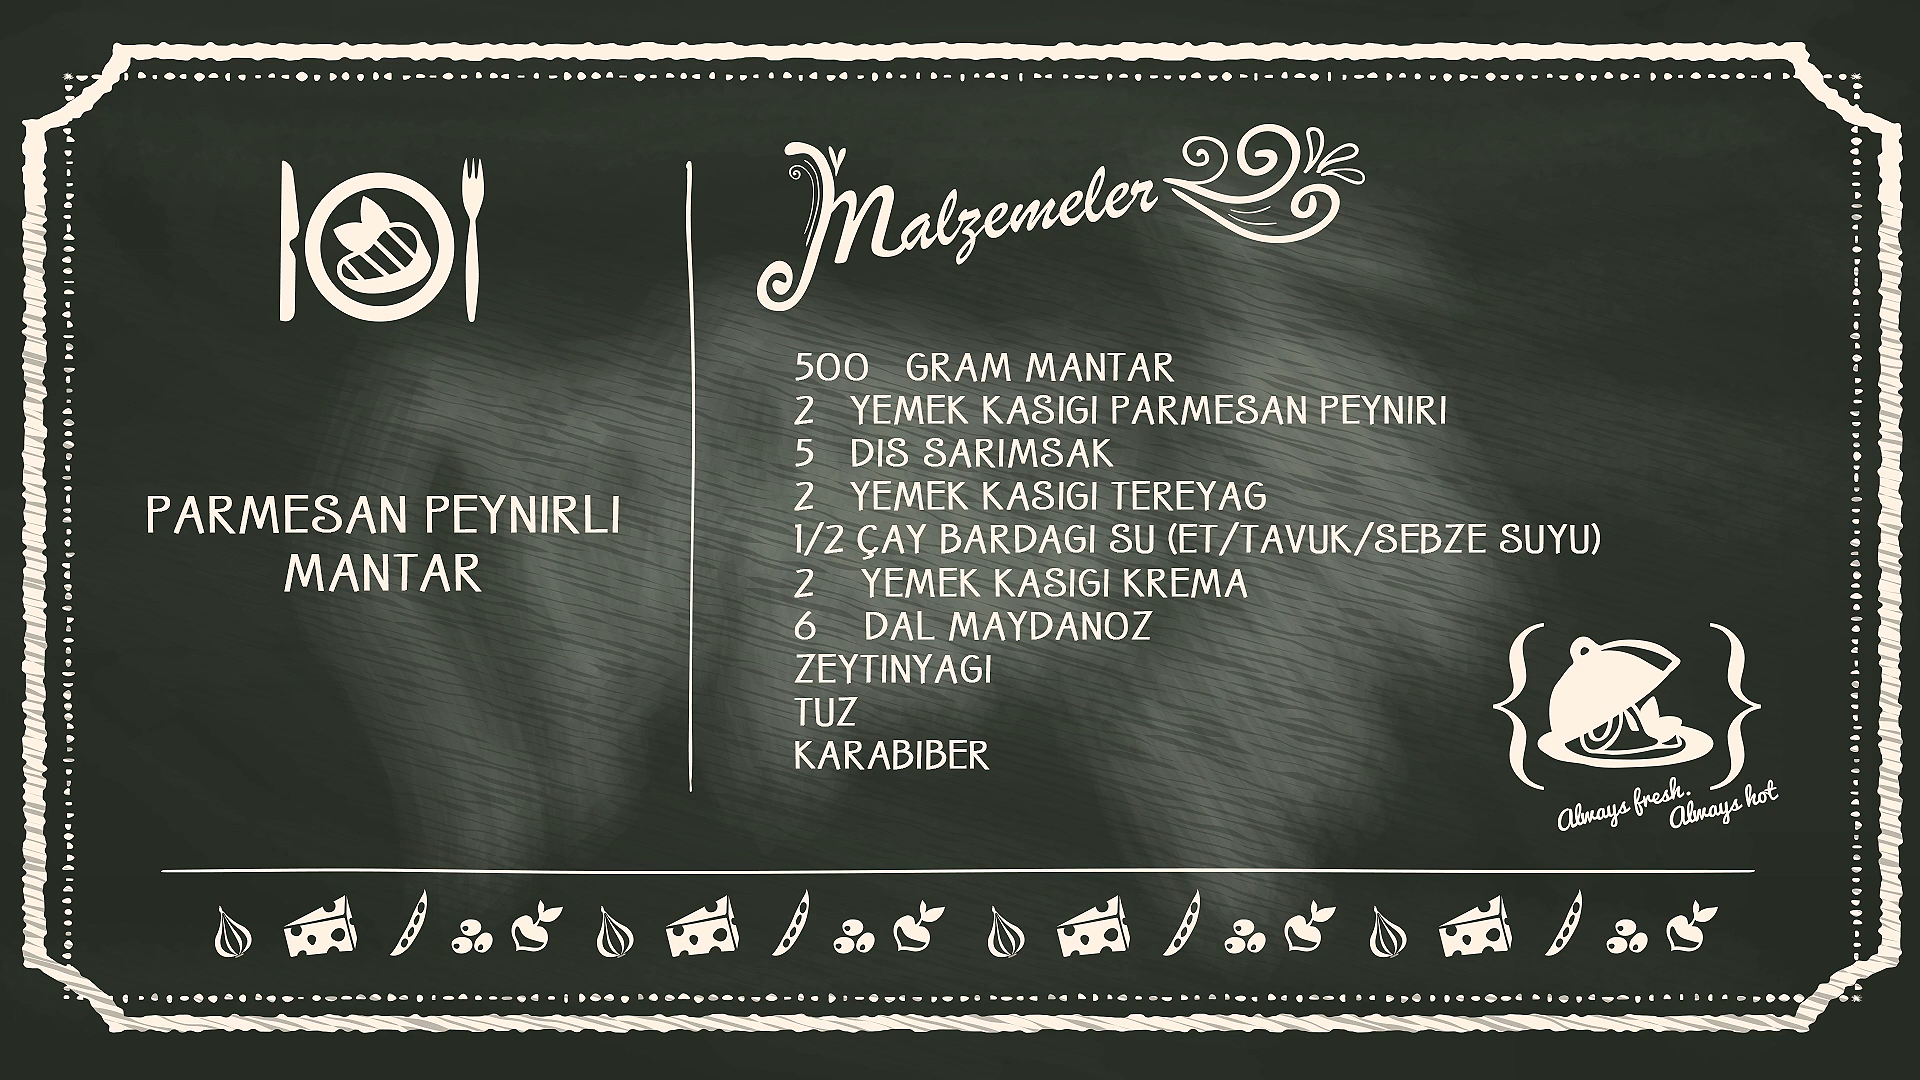 PARMESAN PEYNIRLI
MANTAR
Malzemeler
500 GRAM MANTAR
2 YEMEK KASIGI PARMESAN PEYNIRI
5 DIS SARIMSAK
2 YEMEK KASIGI TEREYAG
1/2 ÇAY BARDAGI SU (ET/TAVUK/SEBZE SUYU)
2 YEMEK KASIGI KREMA
6 DAL MAYDANOZ
ZEYTINYAGI
TUZ
KARABIBER
Always fresh.
Always hot